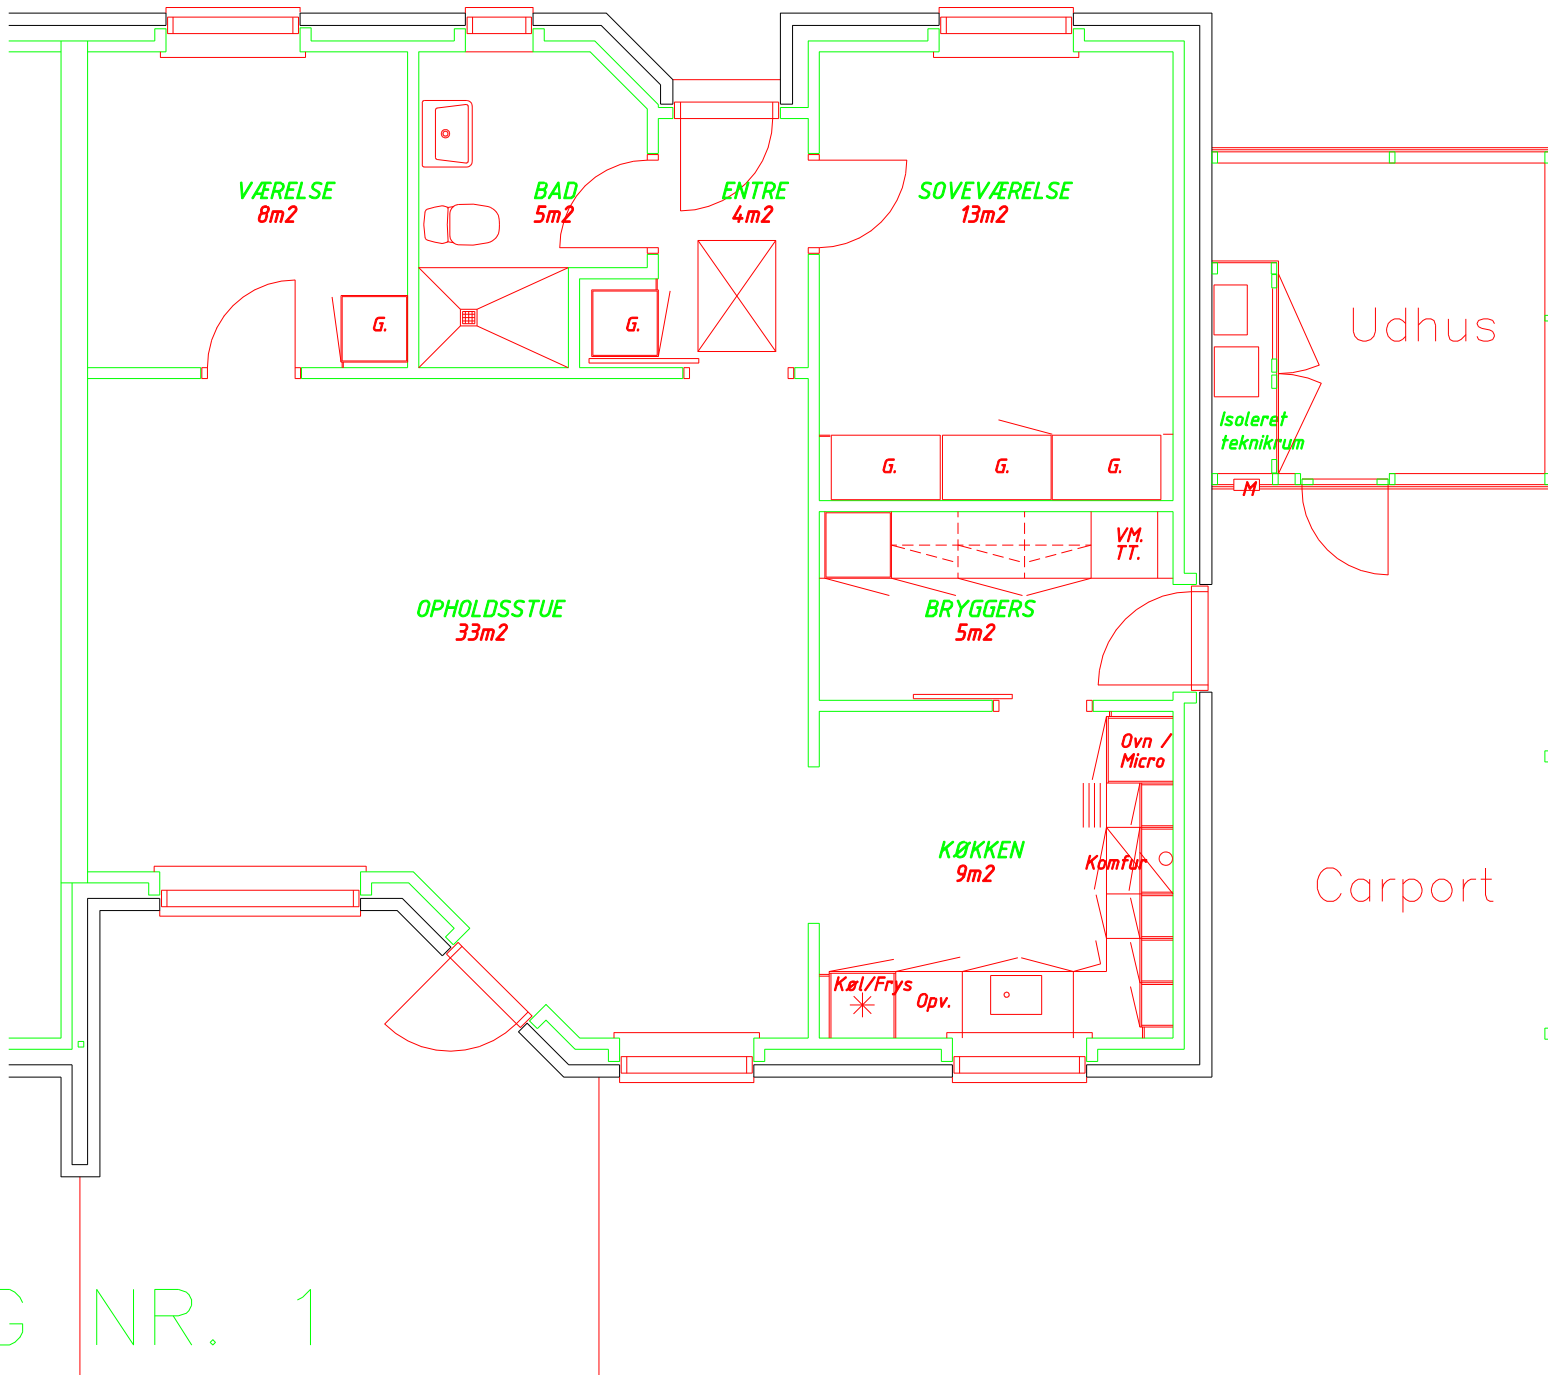 VÆRELSE
8m2
BAD
5m2
ENTRE
4m2
SOVEVÆRELSE
13m2
G.
G.
Udhus
Isoleret
teknikrum
G.
G.
G.
M
VM.
TT.
OPHOLDSSTUE
33m2
BRYGGERS
5m2
Ovn /
Micro
KØKKEN
9m2
Komfur
Carport
Køl/Frys
Opv.
G NR. 1